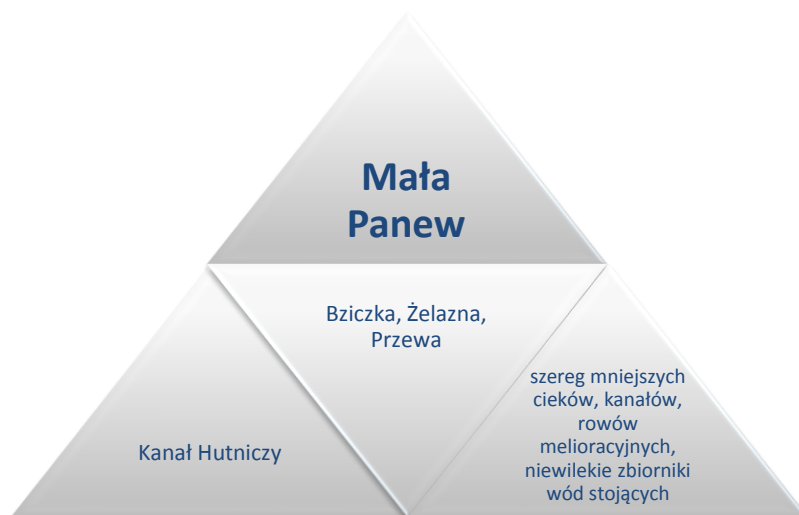 Mała
Panew
Bziczka, Żelazna,
Przewa
Kanał Hutniczy
szereg mniejszych
cieków, kanałów,
rowów
melioracyjnych,
niewilekie zbiorniki
wód stojących